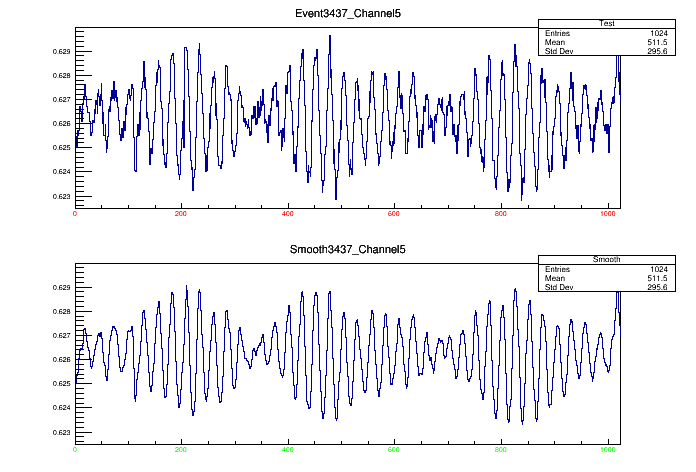 Event3437_Channel5
Test
Entries 1024
Mean 511.5
Std Dev 295.6
0.629
0.628
0.627
0.626
0.625
0.624
0.623
0 200 400 600 800 1000
Smooth3437_Channel5
Smooth
Entries 1024
Mean 511.5
Std Dev 295.6
0.629
0.628
0.627
0.626
0.625
0.624
0.623
0 200 400 600 800 1000